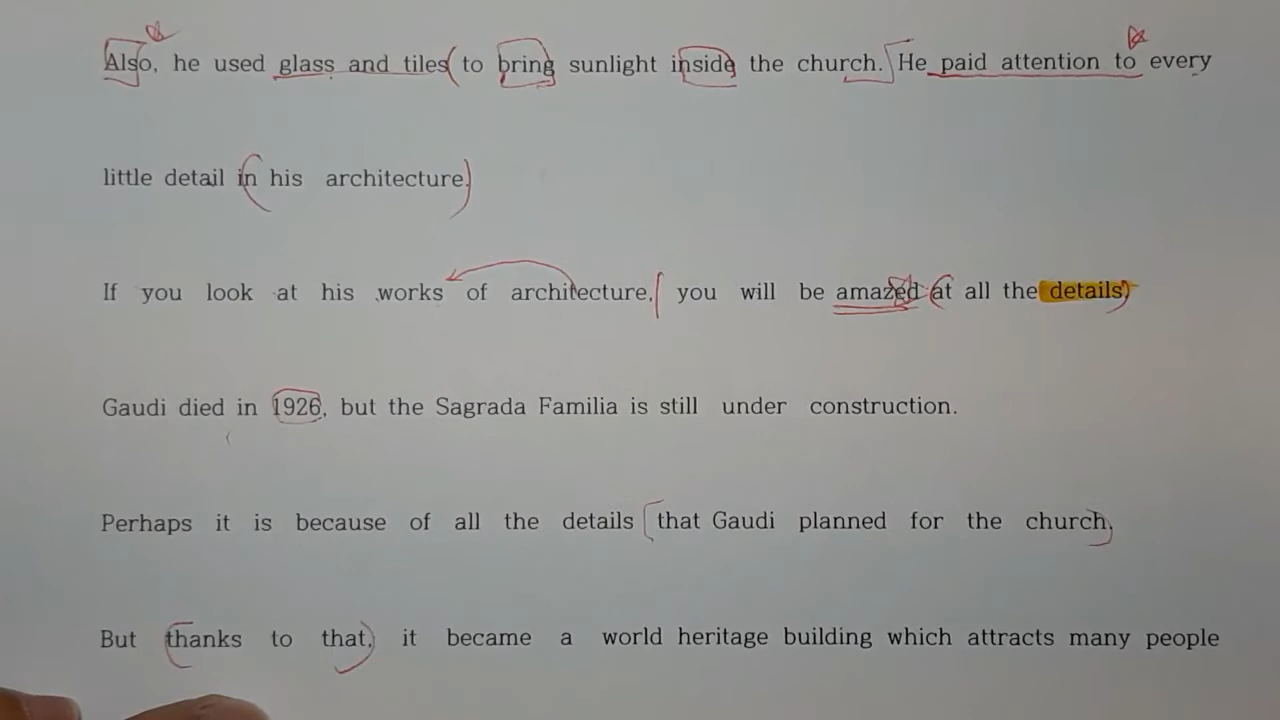 Also, he used glass and tiles to bring sunlight inside the church. He paid attention to every
little detail in his architecture.
If you look at his works of architecture, you will be amazed at all the details.
Gaudi died in 1926, but the Sagrada Familia is still under construction.
Perhaps it is because of all the details that Gaudi planned for the church.
But thanks to that, it became a world heritage building which attracts many people